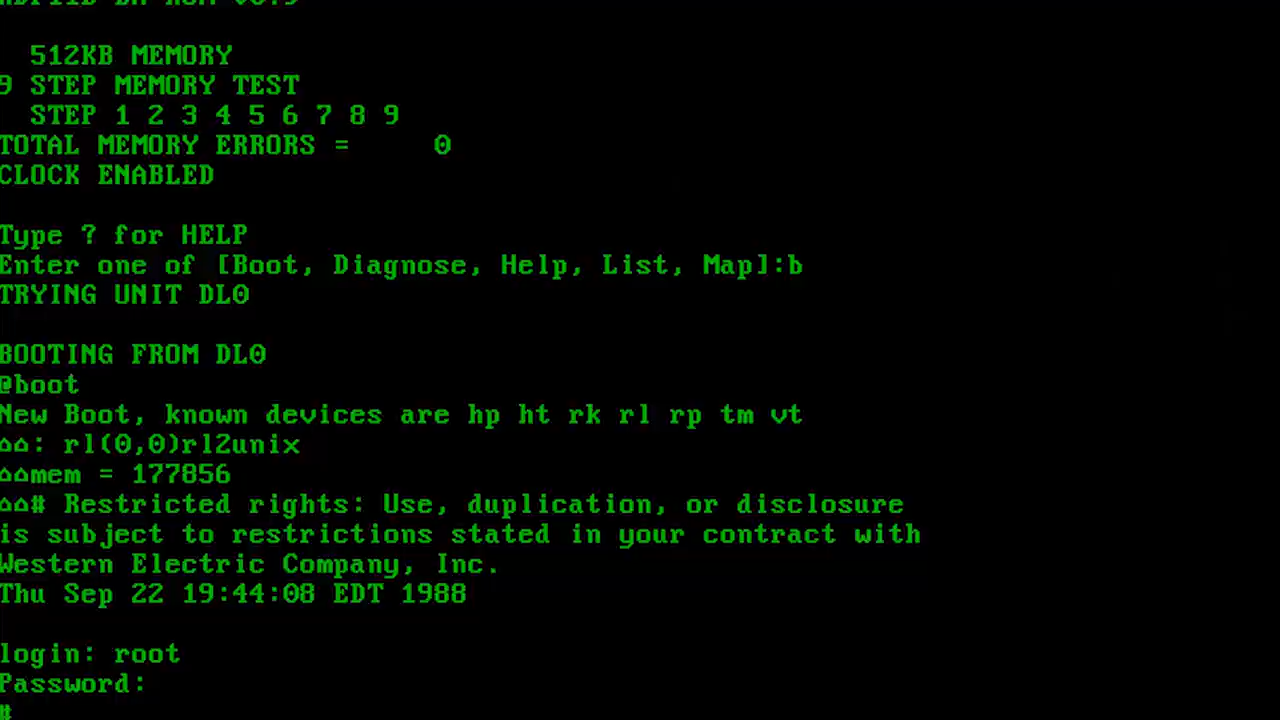 512KB MEMORY
9 STEP MEMORY TEST
STEP 1 2 3 4 5 6 7 8 9
TOTAL MEMORY ERRORS =     0
CLOCK ENABLED
Type ? for HELP
Enter one of [Boot, Diagnose, Help, List, Map]:b
TRYING UNIT DL0
BOOTING FROM DL0
@boot
New Boot, known devices are hp ht rk rl rp tm vt
⌂⌂: rl(0,0)rl2unix
⌂⌂mem = 177856
⌂⌂# Restricted rights: Use, duplication, or disclosure
is subject to restrictions stated in your contract with
Western Electric Company, Inc.
Thu Sep 22 19:44:08 EDT 1988
login: root
Password:
#